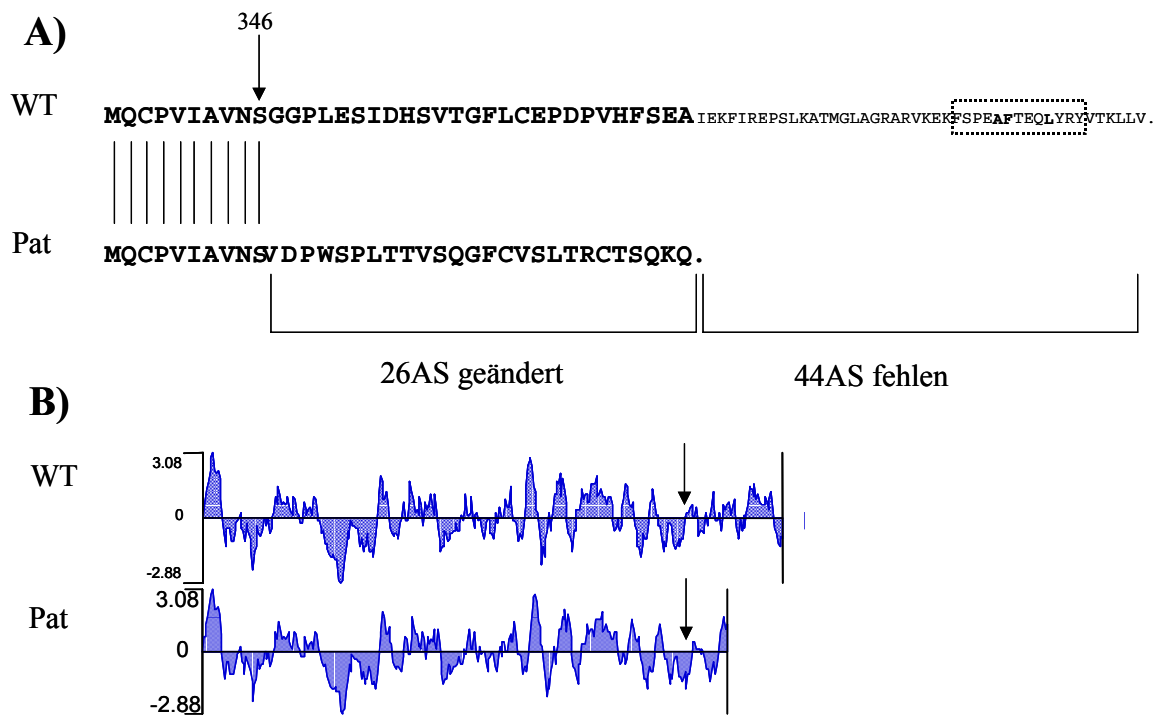 A)
346
WT MQCPVIAVNSGGPLESIDHSVTGFLCEPDPVHFSEAIEKFIREPSLKATMGLAGRARVKEKFSPEAFTEQLYRYVTKLLV.
Pat MQCPVIAVNSVDPWSPLTTVSQGFCVSLTRCTSQKQ.
26AS geändert 44AS fehlen
B)
WT
3.08
0
-2.88
Pat
3.08
0
-2.88